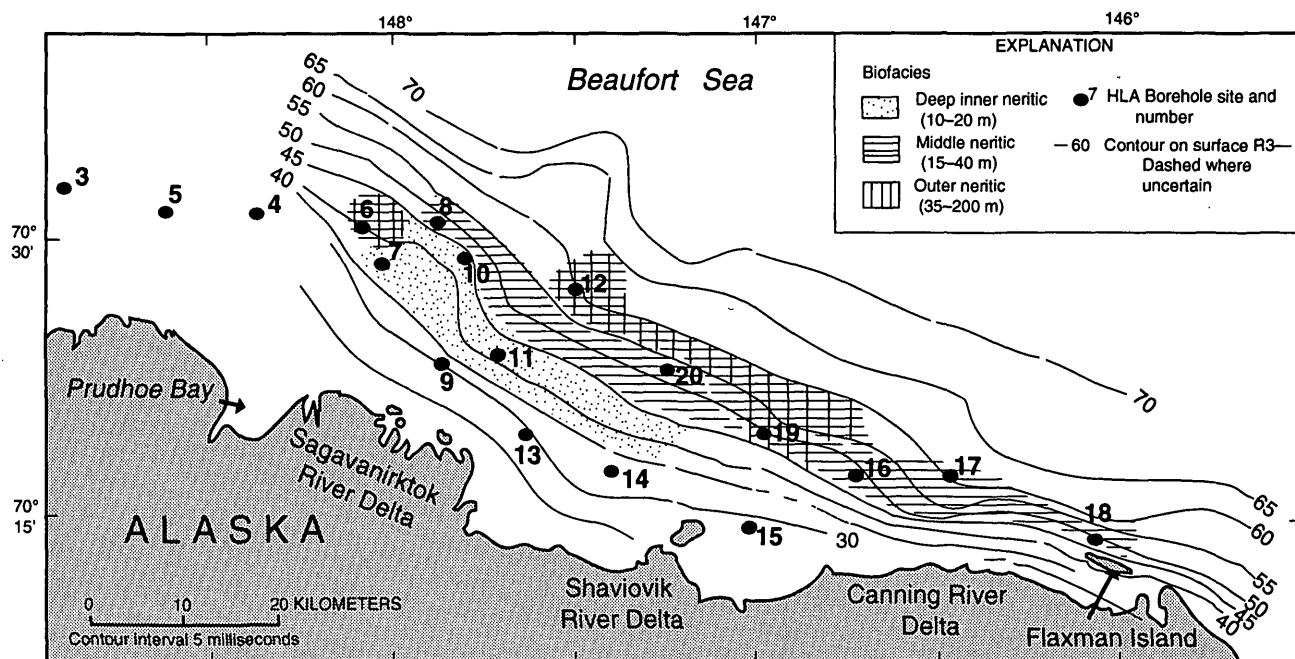 148°
147°
146°
EXPLANATION
Biofacies
Deep inner neritic
(10–20 m)
Middle neritic
(15–40 m)
Outer neritic
(35–200 m)
7 HLA Borehole site and
number
—60 Contour on surface R3—
Dashed where
uncertain
Beaufort Sea
65
60
55
50
45
40
70
3
5
4
6
8
7
10
12
11
9
20
13
14
19
16
17
15
18
30
70
65
60
55
50
45
40
70°
30'
70°
15'
Prudhoe Bay
Sagavanirktok
River Delta
ALASKA
Shaviovik
River Delta
Canning River
Delta
Flaxman Island
0 10 20 KILOMETERS
Contour interval 5 milliseconds